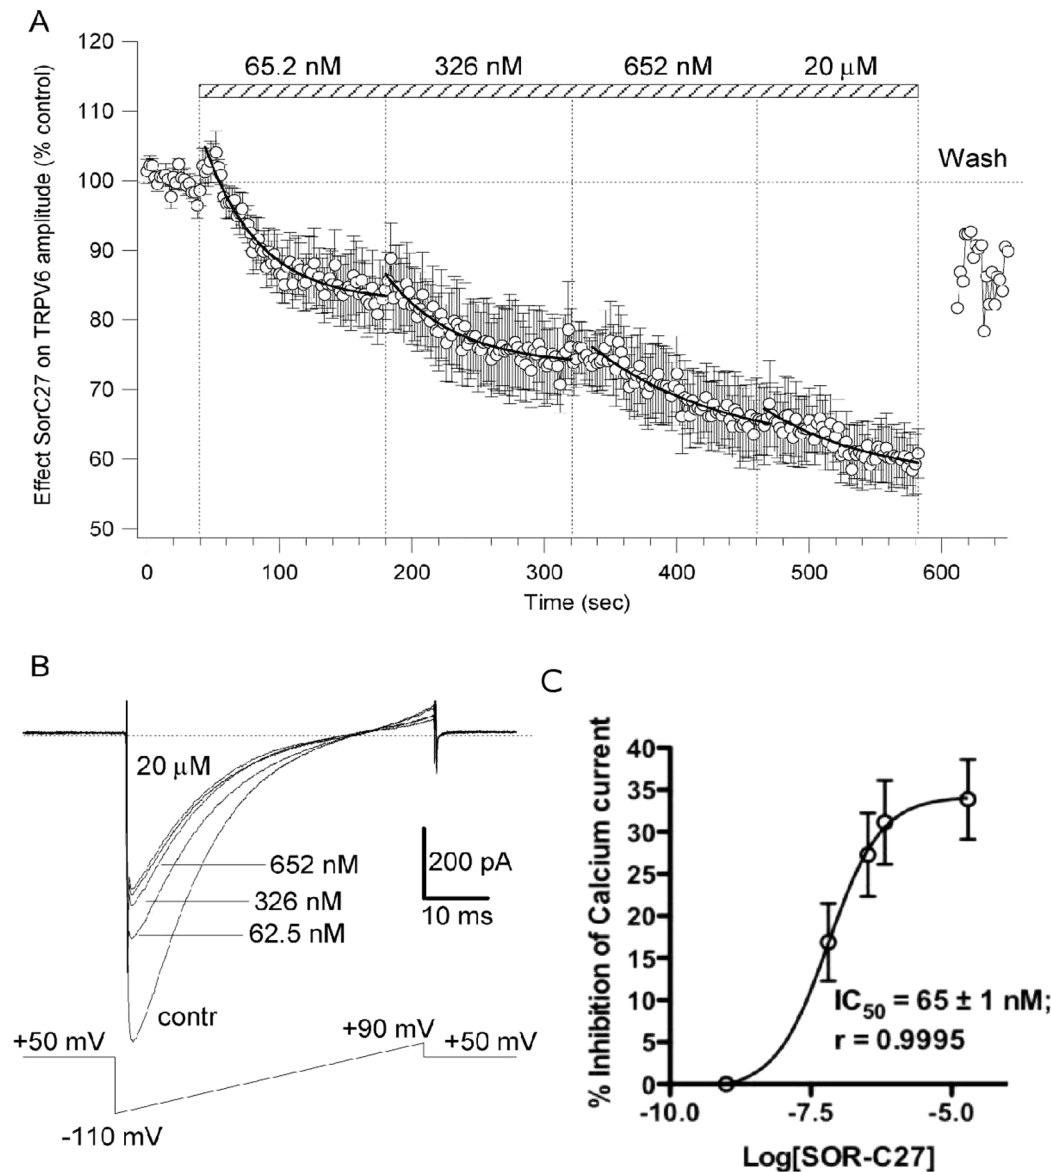 A
120
65.2 nM 326 nM 652 nM 20 μM
110
Wash
100
90
80
70
60
50
Effect SorC27 on TRPV6 amplitude (% control)
0 100 200 300 400 500 600
Time (sec)
B
20 μM
652 nM
326 nM
62.5 nM
contr
200 pA
10 ms
+50 mV
+90 mV
+50 mV
-110 mV
C
40
35
30
25
20
15
10
5
0
% Inhibition of Calcium current
IC50 = 65 ± 1 nM;
r = 0.9995
-10.0 -7.5 -5.0
Log[SOR-C27]